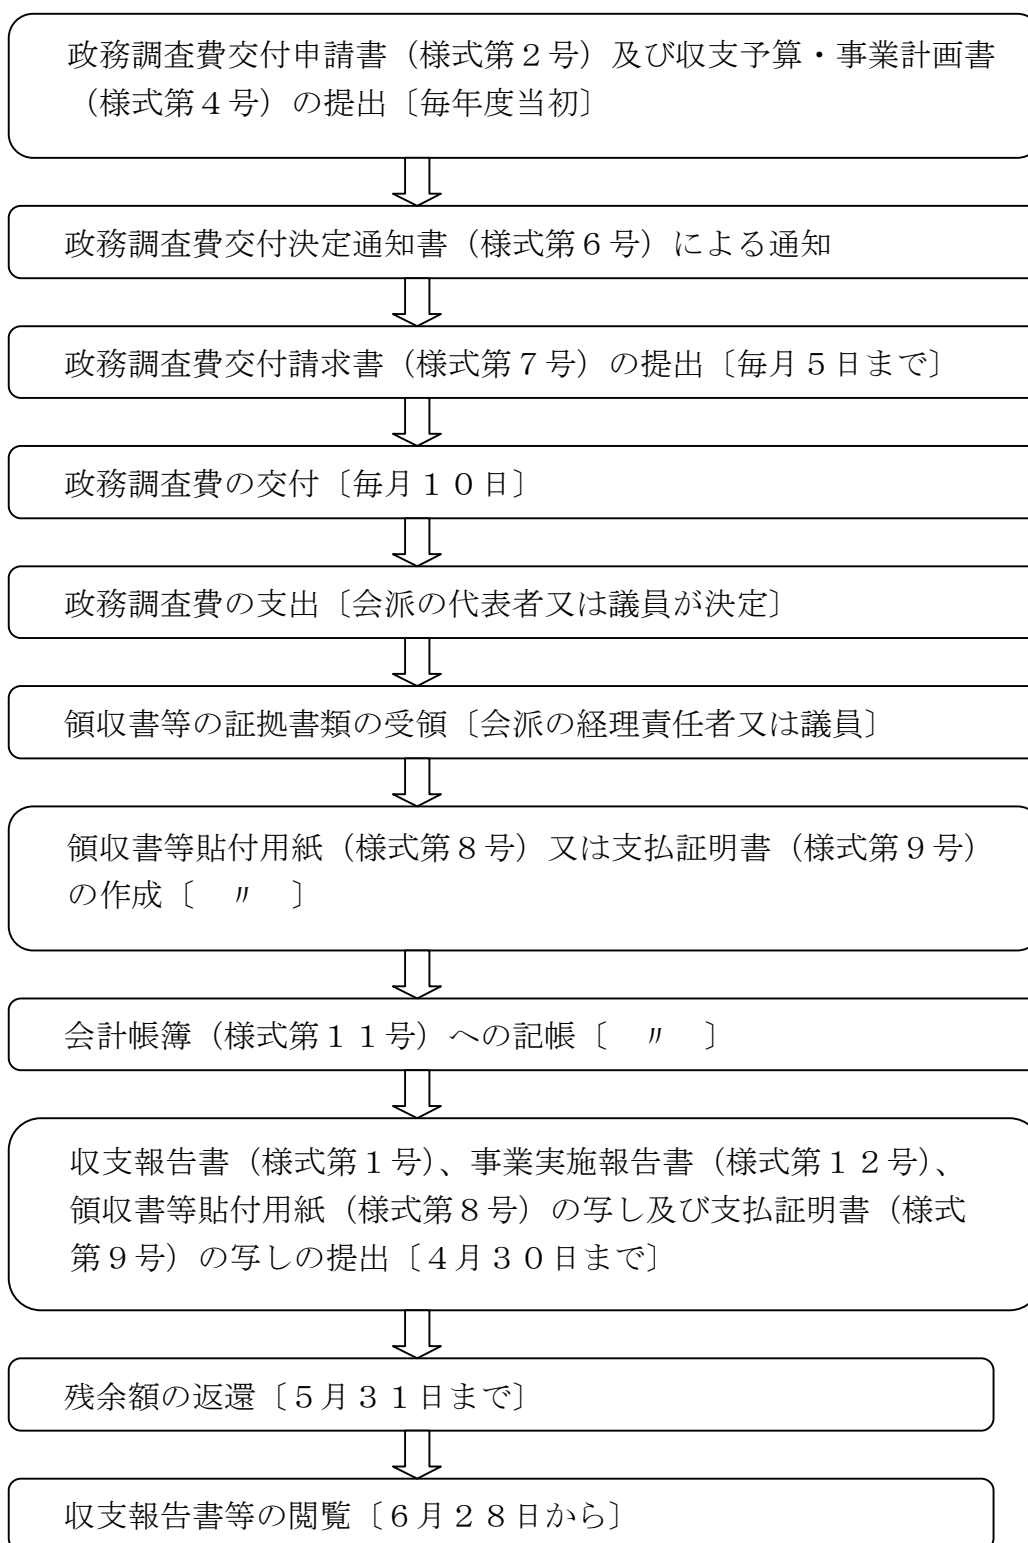 政務調査費交付申請書（様式第２号）及び収支予算・事業計画書
（様式第４号）の提出〔毎年度当初〕
政務調査費交付決定通知書（様式第６号）による通知
政務調査費交付請求書（様式第７号）の提出〔毎月５日まで〕
政務調査費の交付〔毎月１０日〕
政務調査費の支出〔会派の代表者又は議員が決定〕
領収書等の証拠書類の受領〔会派の経理責任者又は議員〕
領収書等貼付用紙（様式第８号）又は支払証明書（様式第９号）
の作成〔　〃　〕
会計帳簿（様式第１１号）への記帳〔　〃　〕
収支報告書（様式第１号）、事業実施報告書（様式第１２号）、
領収書等貼付用紙（様式第８号）の写し及び支払証明書（様式
第９号）の写しの提出〔４月３０日まで〕
残余額の返還〔５月３１日まで〕
収支報告書等の閲覧〔６月２８日から〕